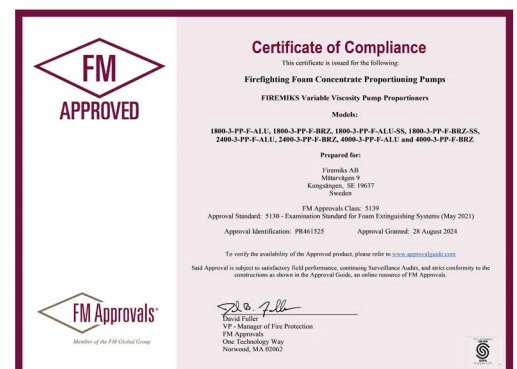 FM
APPROVED
Certificate of Compliance
This certificate is issued for the following:
Firefighting Foam Concentrate Proportioning Pumps
FIREMIKS Variable Viscosity Pump Proportioners
Models:
1800-3-PP-F-ALU, 1800-3-PP-F-BRZ, 1800-3-PP-F-ALU-SS, 1800-3-PP-F-BRZ-SS,
2400-3-PP-F-ALU, 2400-3-PP-F-BRZ, 4000-3-PP-F-ALU and 4000-3-PP-F-BRZ
Prepared for:
Firemiks AB
Mätarvägen 9
Kungsängen, SE 19637
Sweden
FM Approvals Class: 5139
Approval Standard: 5130 - Examination Standard for Foam Extinguishing Systems (May 2021)
Approval Identification: PR461525 Approval Granted: 28 August 2024
To verify the availability of the Approved product, please refer to www.approvalguide.com
Said Approval is subject to satisfactory field performance, continuing Surveillance Audits, and strict conformity to the
constructions as shown in the Approval Guide, an online resource of FM Approvals.
FM Approvals®
Member of the FM Global Group
David Fuller
VP - Manager of Fire Protection
FM Approvals
One Technology Way
Norwood, MA 02062